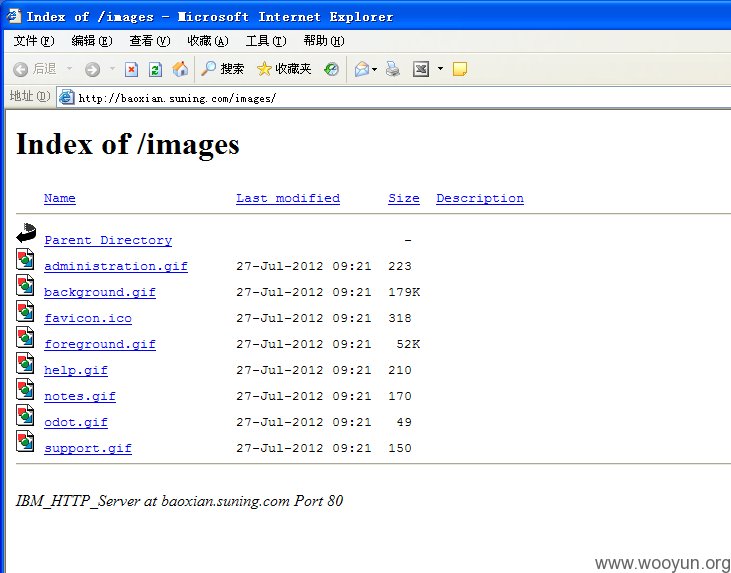 Index of /images - Microsoft Internet Explorer
文件(F) 编辑(E) 查看(V) 收藏(A) 工具(T) 帮助(H)
后退 搜索 收藏夹
地址(D) http://baoxian.suning.com/images/
Index of /images
Name Last modified Size Description
Parent Directory -
administration.gif 27-Jul-2012 09:21 223
background.gif 27-Jul-2012 09:21 179K
favicon.ico 27-Jul-2012 09:21 318
foreground.gif 27-Jul-2012 09:21 52K
help.gif 27-Jul-2012 09:21 210
notes.gif 27-Jul-2012 09:21 170
odot.gif 27-Jul-2012 09:21 49
support.gif 27-Jul-2012 09:21 150
IBM_HTTP_Server at baoxian.suning.com Port 80
www.wooyun.org